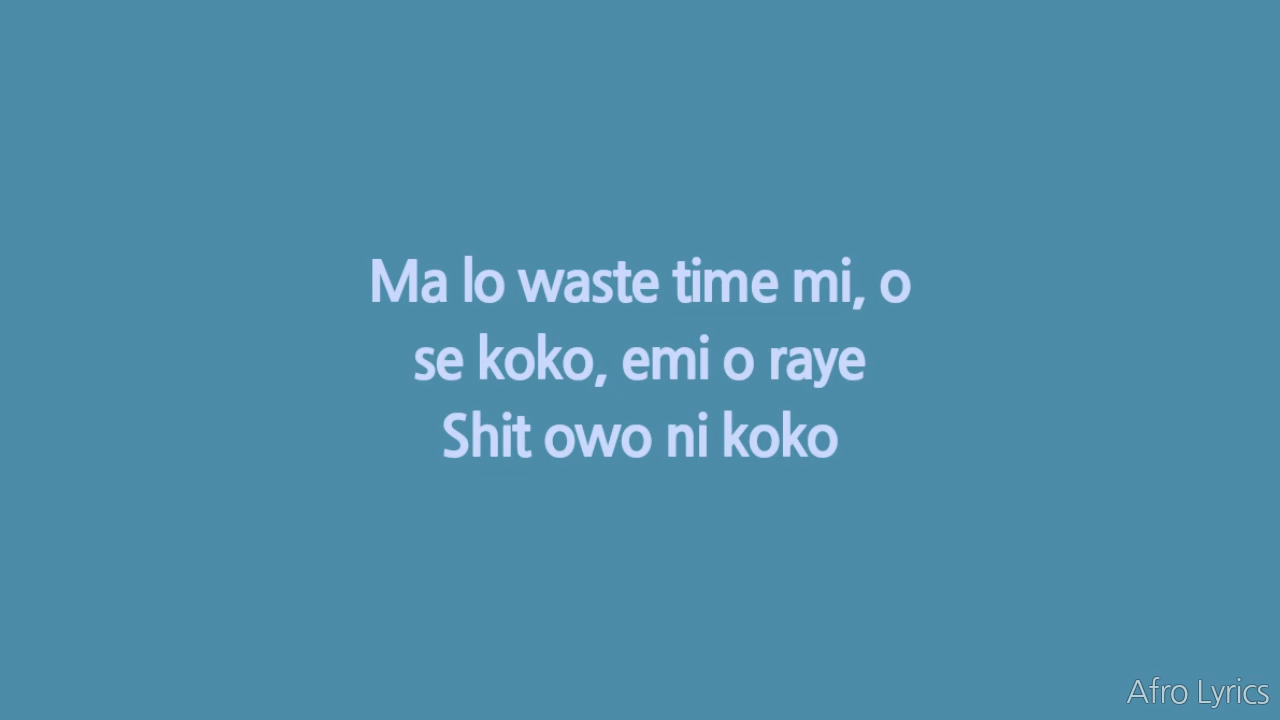 Ma lo waste time mi, o
se koko, emi o raye
Shit owo ni koko
Afro Lyrics